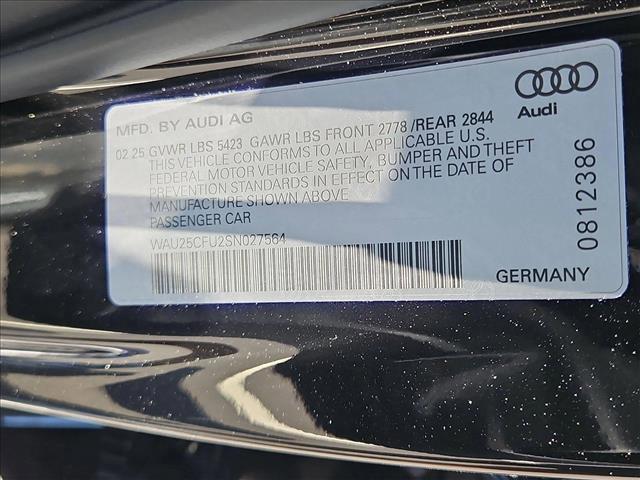 MFD. BY AUDI AG
02.25 GVWR LBS 5423 GAWR LBS FRONT 2778 /REAR 2844
THIS VEHICLE CONFORMS TO ALL APPLICABLE U.S.
FEDERAL MOTOR VEHICLE SAFETY, BUMPER AND THEFT
PREVENTION STANDARDS IN EFFECT ON THE DATE OF
MANUFACTURE SHOWN ABOVE
PASSENGER CAR
WAU25CFU2SN027564
Audi
0812386
GERMANY